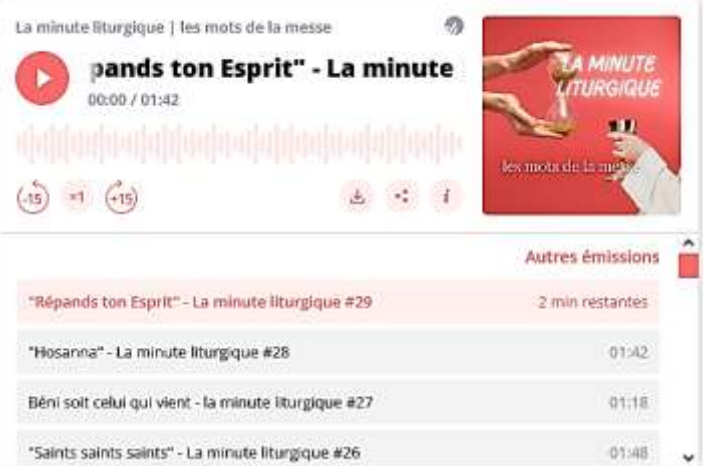 La minute liturgique | les mots de la messe
pands ton Esprit" - La minute
00:00 / 01:42
LA MINUTE
LITURGIQUE
les mots de la messe
-15
×1
+15
i
Autres émissions
"Répands ton Esprit" - La minute liturgique #29
2 min restantes
"Hosanna" - La minute liturgique #28
01:42
Béni soit celui qui vient - la minute liturgique #27
01:18
"Saints saints saints" - La minute liturgique #26
01:48